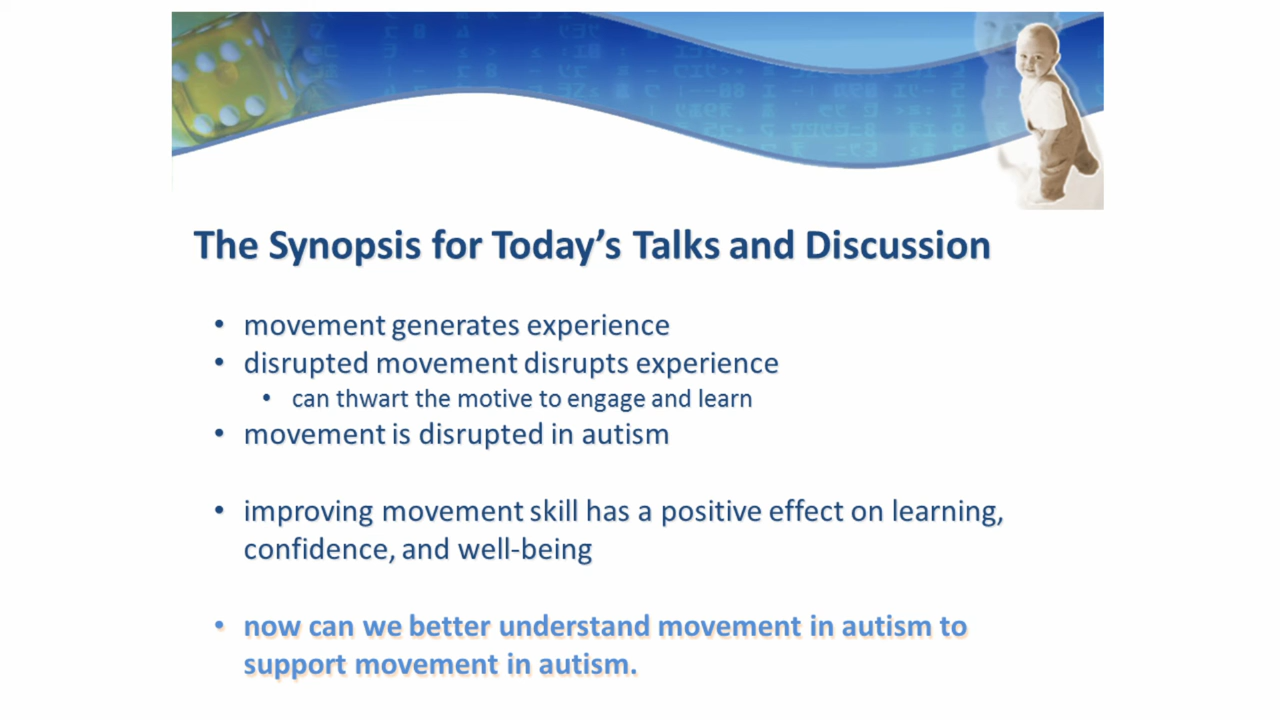 The Synopsis for Today's Talks and Discussion
• movement generates experience
• disrupted movement disrupts experience
• can thwart the motive to engage and learn
• movement is disrupted in autism
• improving movement skill has a positive effect on learning,
confidence, and well-being
• now can we better understand movement in autism to
support movement in autism.